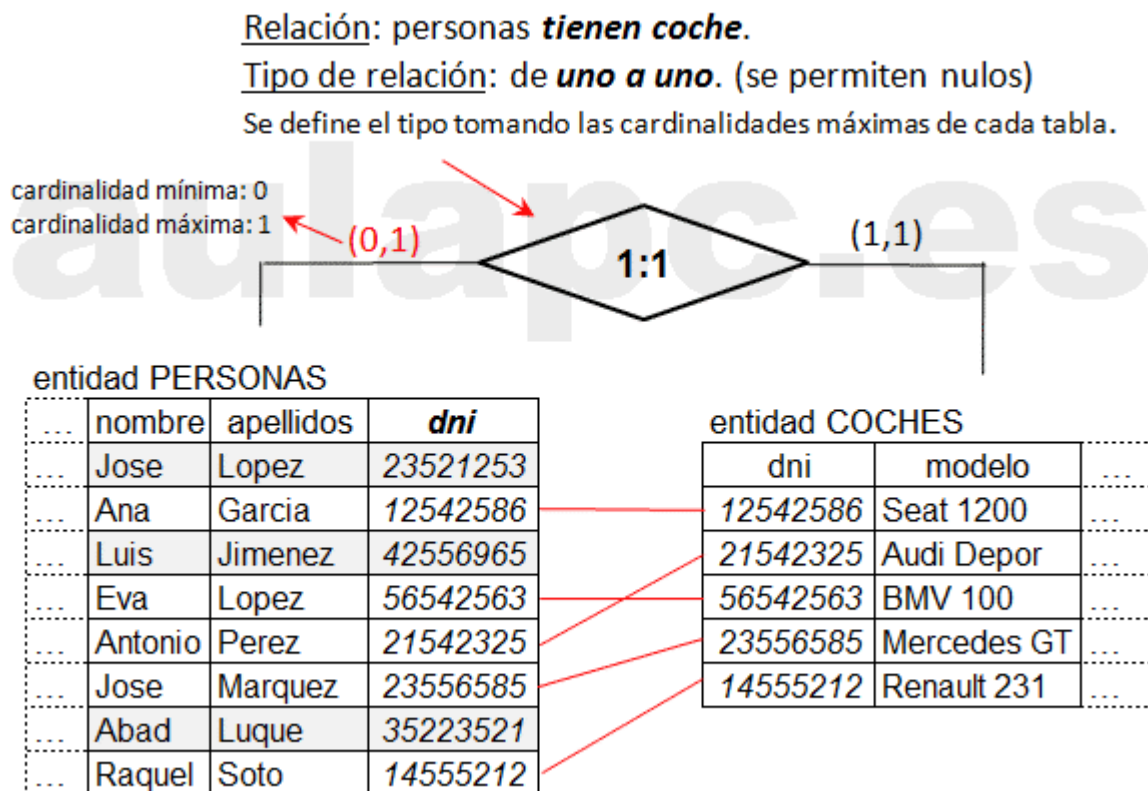 Relación: personas tienen coche.
Tipo de relación: de uno a uno. (se permiten nulos)
Se define el tipo tomando las cardinalidades máximas de cada tabla.
cardinalidad mínima: 0
cardinalidad máxima: 1
(0,1)
1:1
(1,1)
aulapc.es
entidad PERSONAS
... nombre apellidos dni
... Jose Lopez 23521253
... Ana Garcia 12542586
... Luis Jimenez 42556965
... Eva Lopez 56542563
... Antonio Perez 21542325
... Jose Marquez 23556585
... Abad Luque 35223521
... Raquel Soto 14555212
entidad COCHES
dni modelo ...
12542586 Seat 1200 ...
21542325 Audi Depor ...
56542563 BMV 100 ...
23556585 Mercedes GT ...
14555212 Renault 231 ...